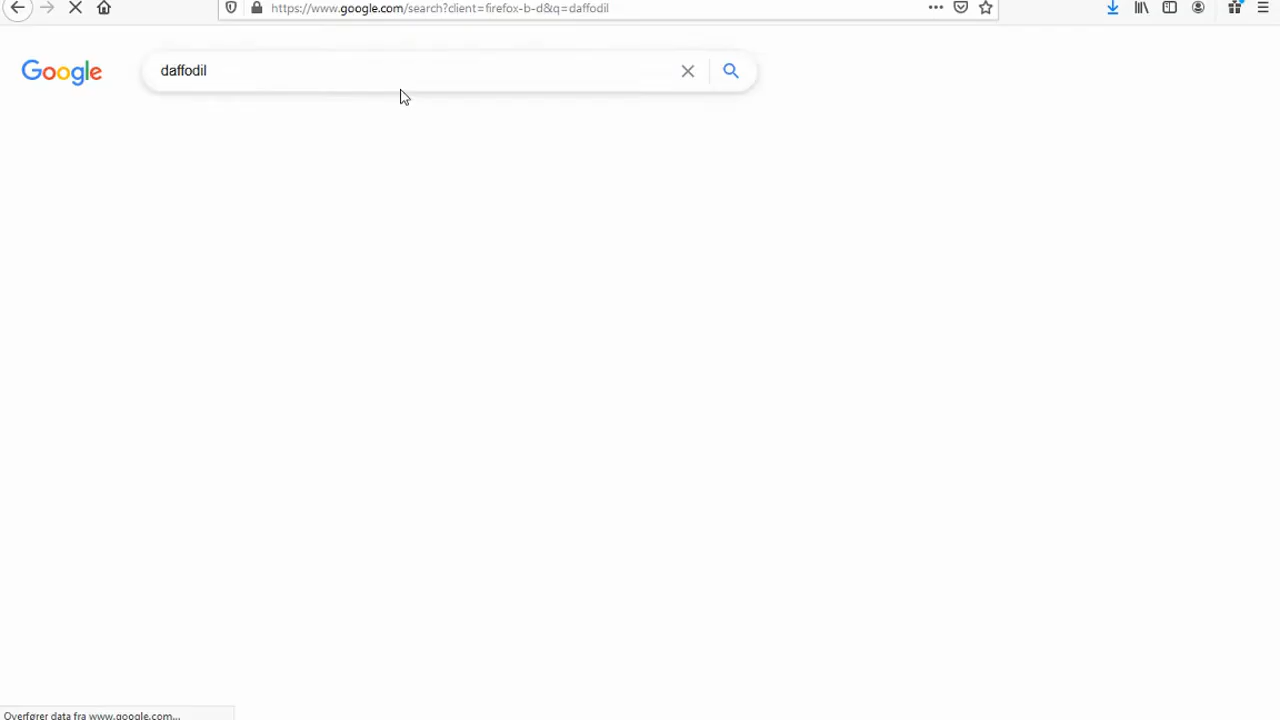 https://www.google.com/search?client=firefox-b-d&q=daffodil
Google
daffodil
Overfører data fra www.google.com...